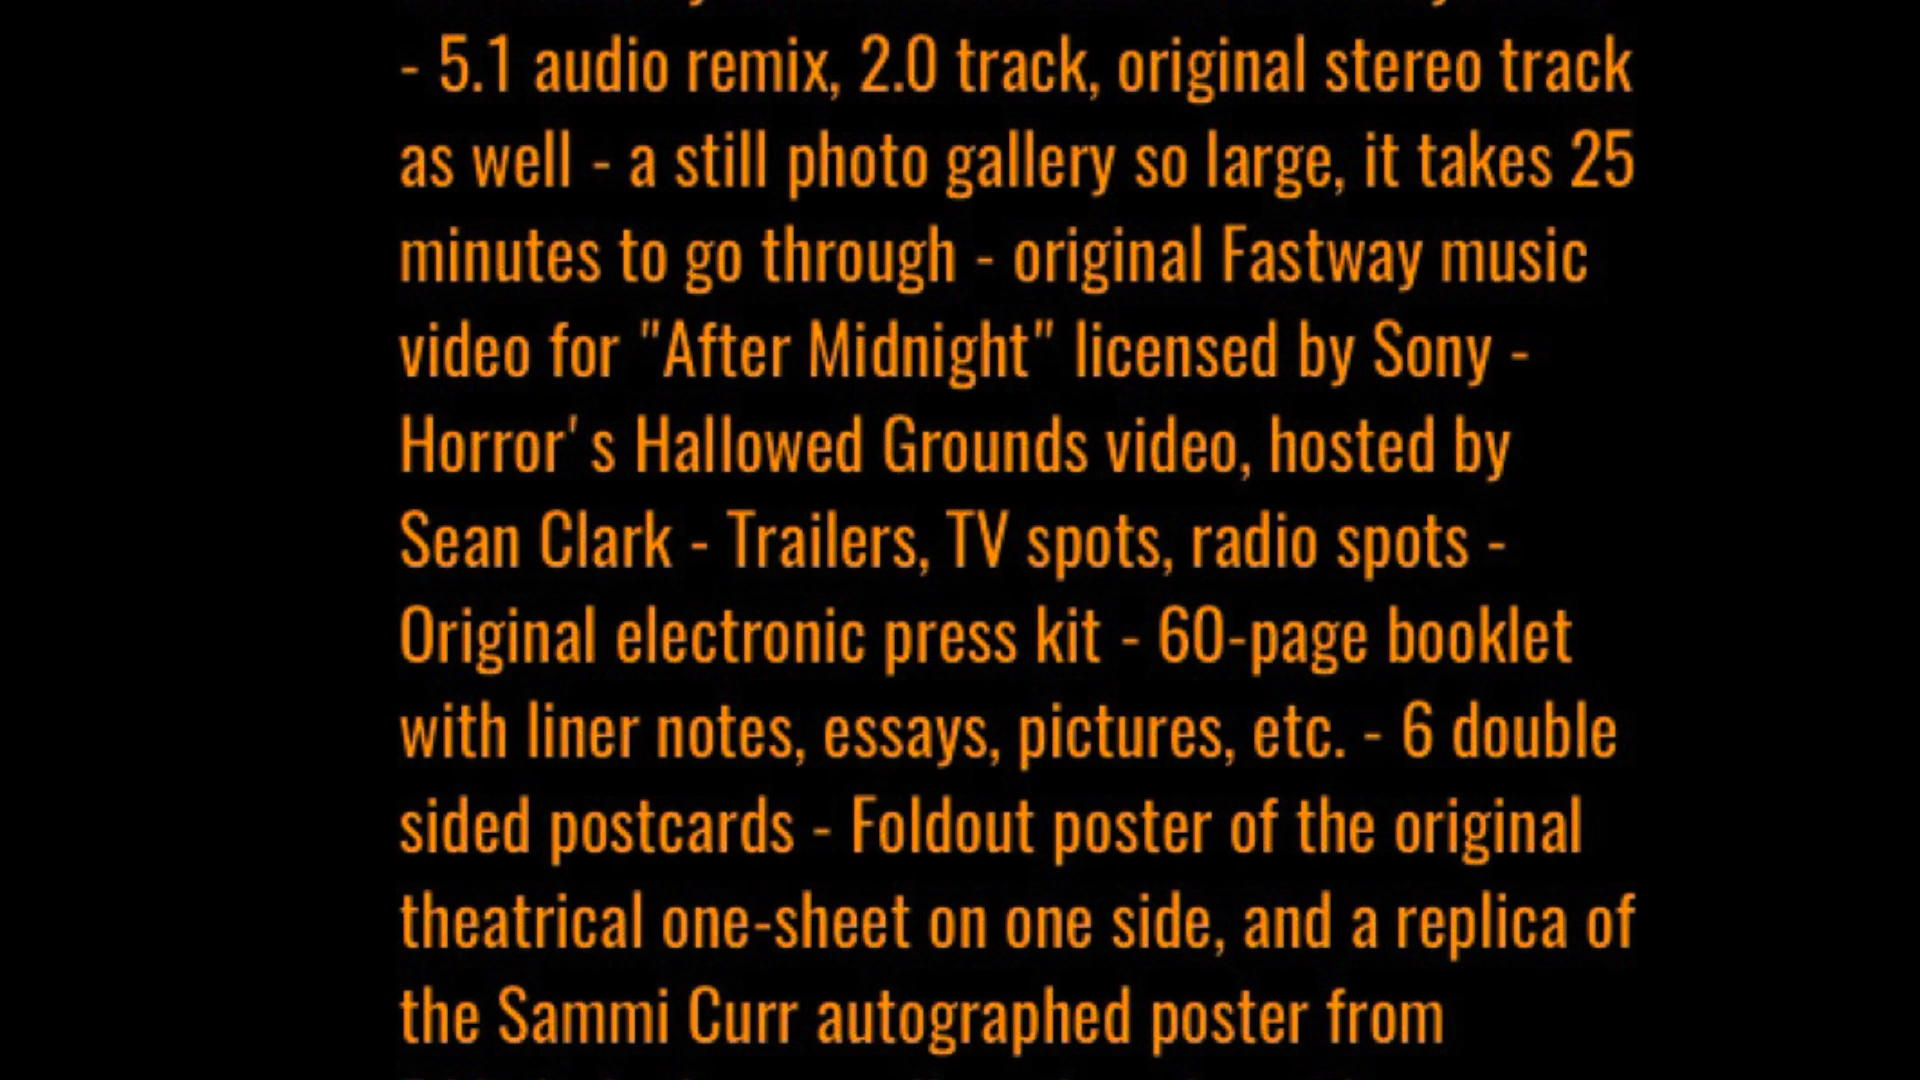 - 5.1 audio remix, 2.0 track, original stereo track
as well - a still photo gallery so large, it takes 25
minutes to go through - original Fastway music
video for "After Midnight" licensed by Sony -
Horror's Hallowed Grounds video, hosted by
Sean Clark - Trailers, TV spots, radio spots -
Original electronic press kit - 60-page booklet
with liner notes, essays, pictures, etc. - 6 double
sided postcards - Foldout poster of the original
theatrical one-sheet on one side, and a replica of
the Sammi Curr autographed poster from